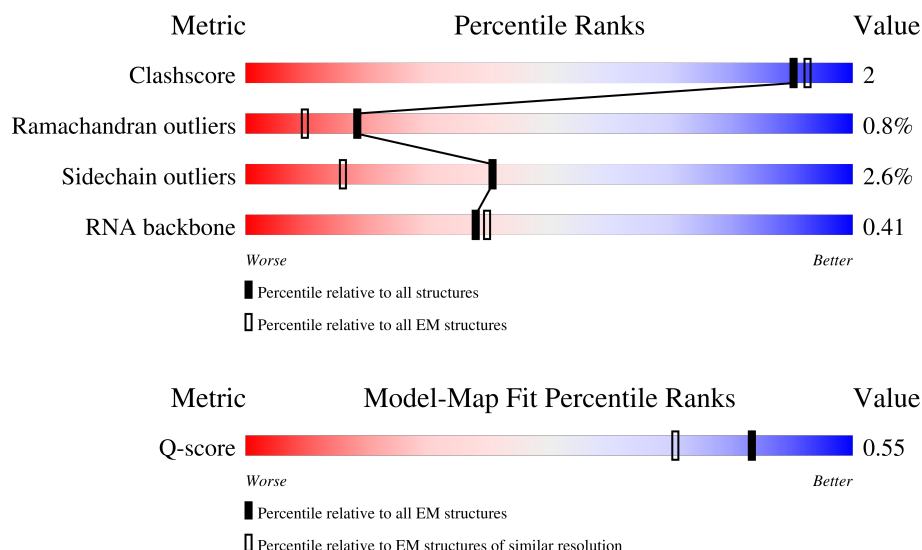 Metric Percentile Ranks Value
Clashscore 2
Ramachandran outliers 0.8%
Sidechain outliers 2.6%
RNA backbone 0.41
Worse Better
Percentile relative to all structures
Percentile relative to all EM structures
Metric Model-Map Fit Percentile Ranks Value
Q-score 0.55
Worse Better
Percentile relative to all EM structures
Percentile relative to EM structures of similar resolution